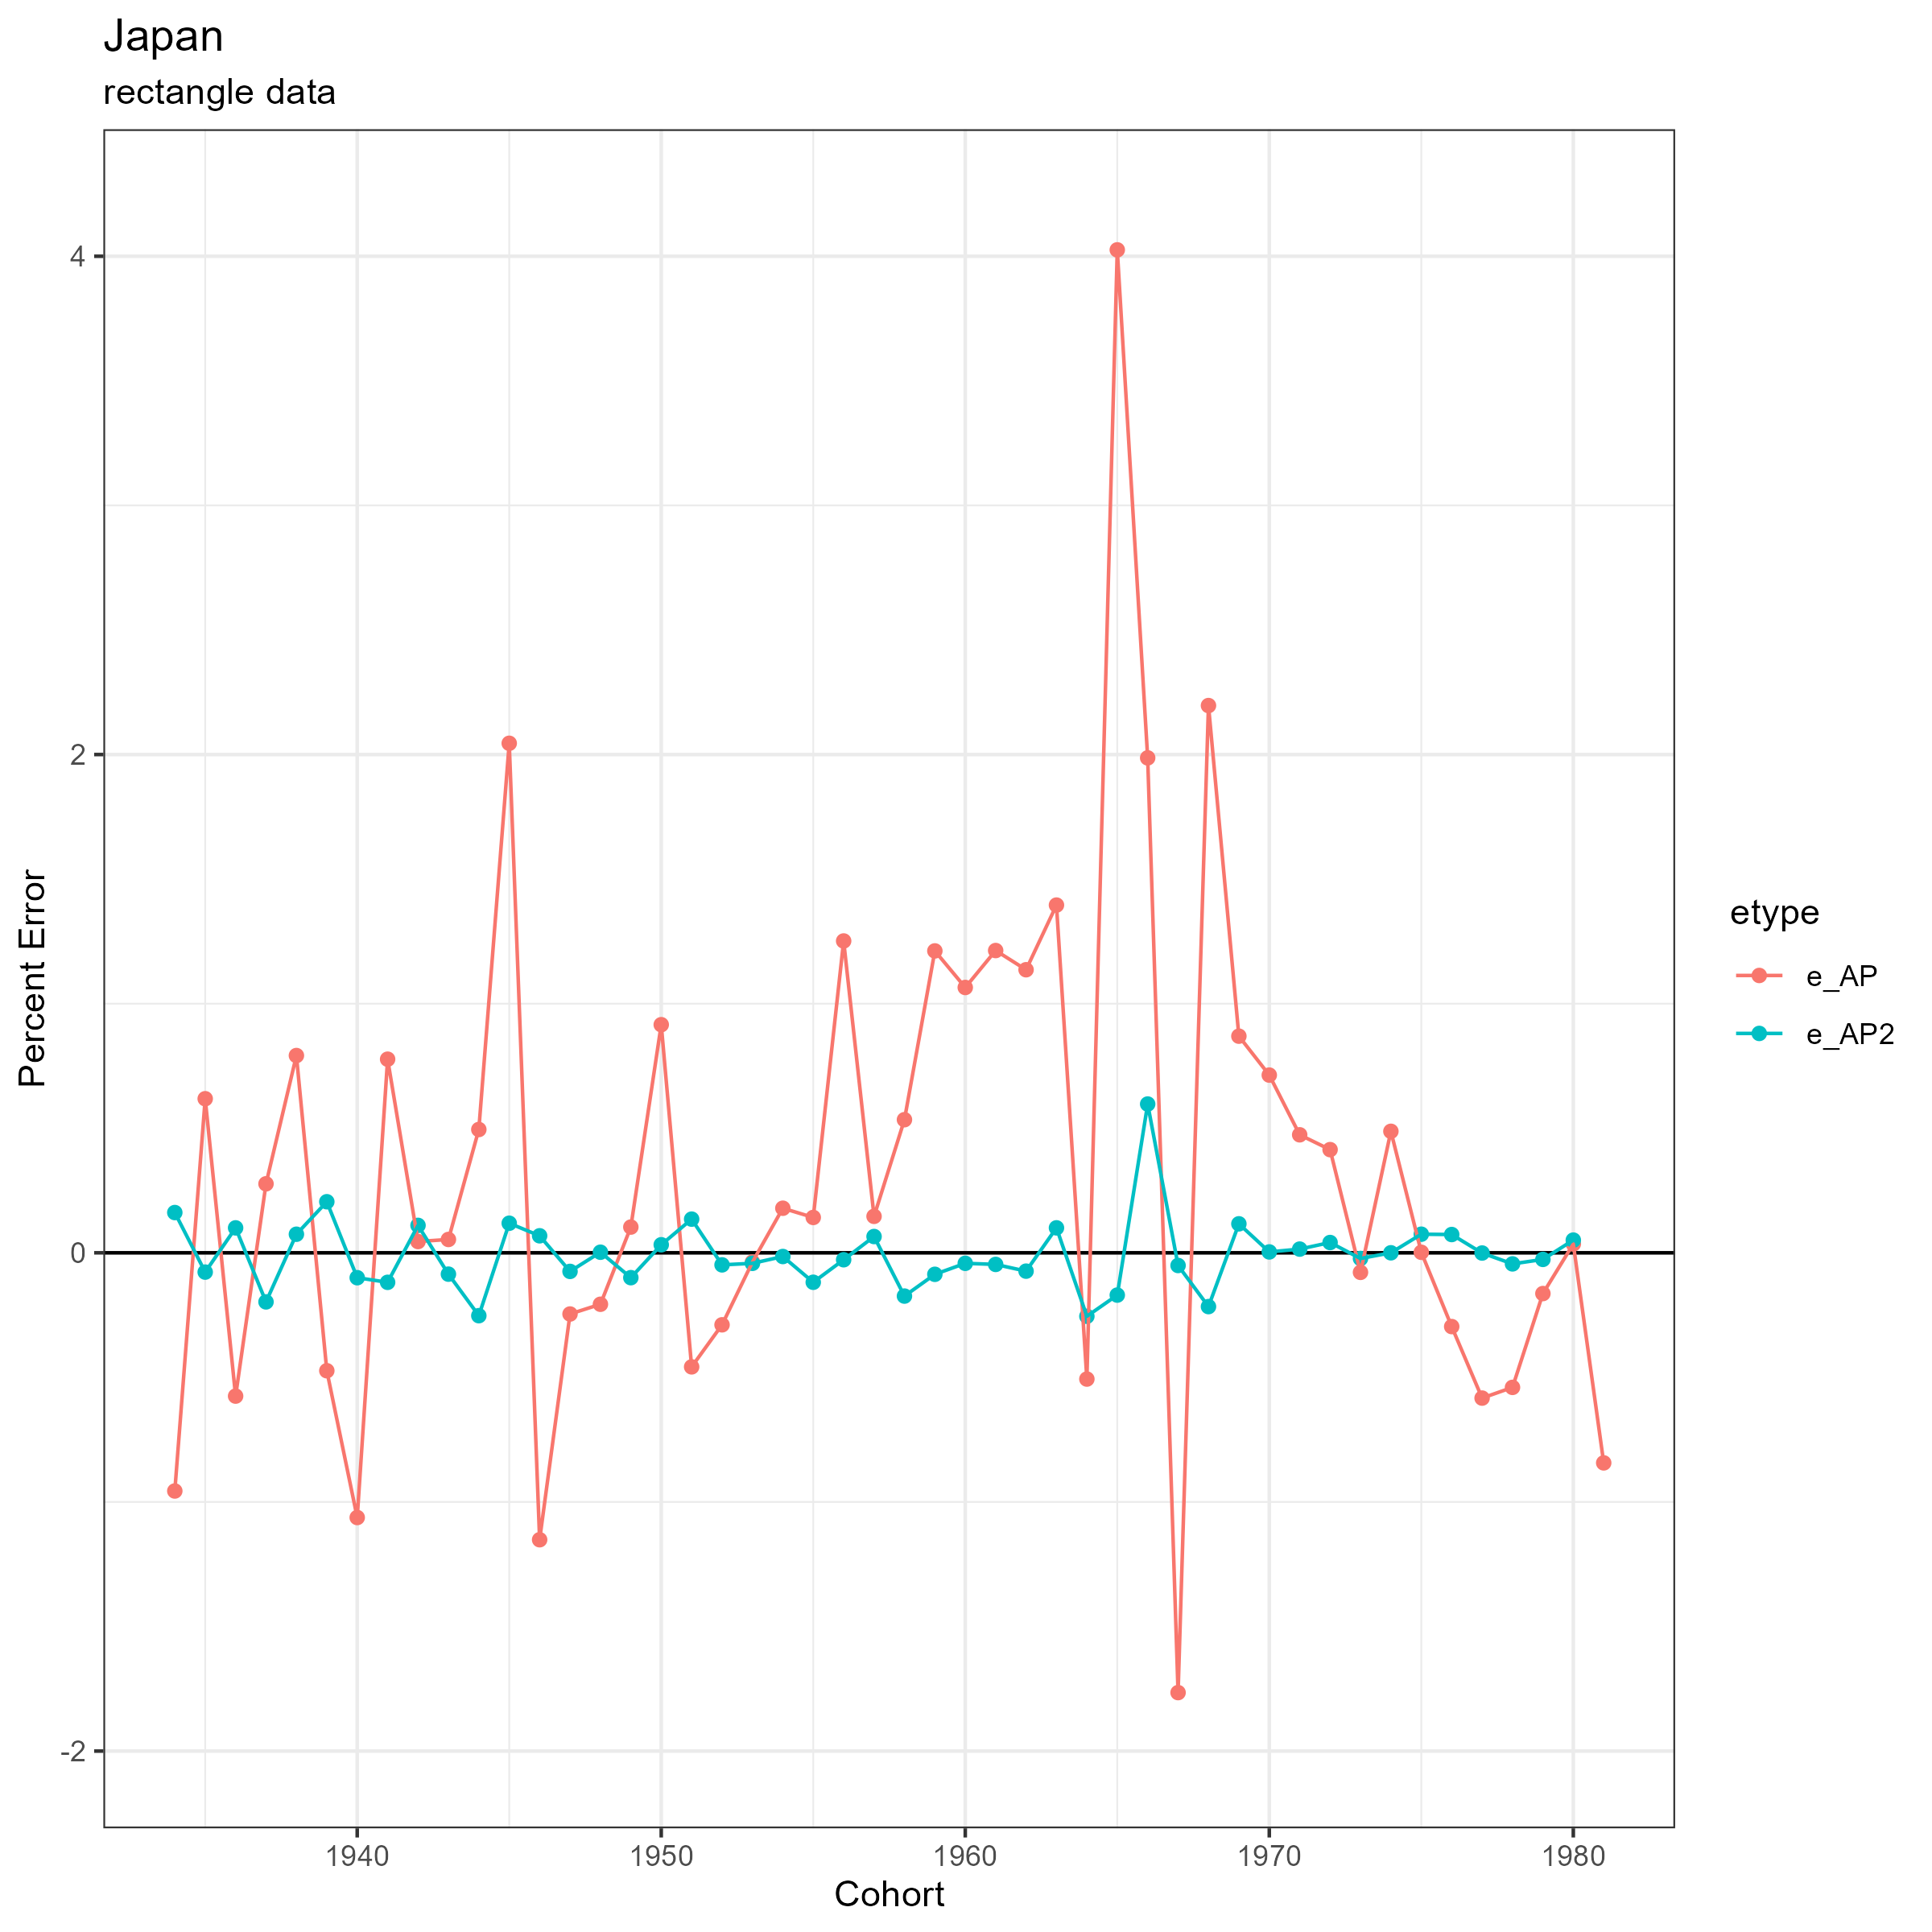 Japan
rectangle data
Percent Error
4
2
0
-2
1940
1950
1960
1970
1980
Cohort
etype
e_AP
e_AP2